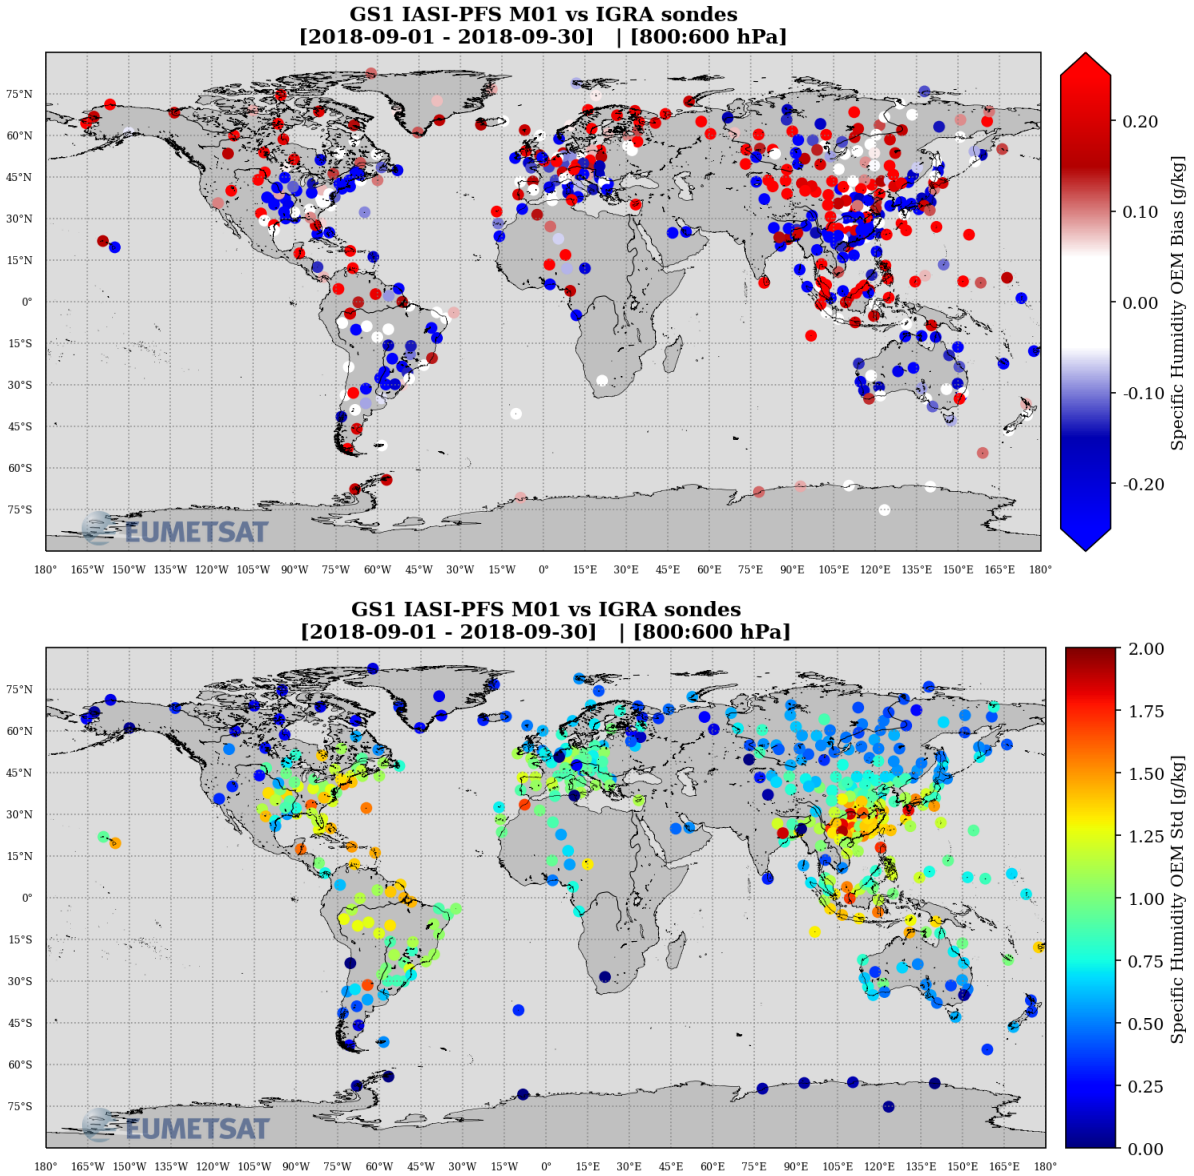 GS1 IASI-PFS M01 vs IGRA sondes
[2018-09-01 - 2018-09-30] | [800:600 hPa]
75°N
60°N
45°N
30°N
15°N
0°
15°S
30°S
45°S
60°S
75°S
EUMETSAT
180° 165°W 150°W 135°W 120°W 105°W 90°W 75°W 60°W 45°W 30°W 15°W 0° 15°E 30°E 45°E 60°E 75°E 90°E 105°E 120°E 135°E 150°E 165°E 180°
0.20
0.10
0.00
-0.10
-0.20
Specific Humidity OEM Bias [g/kg]
GS1 IASI-PFS M01 vs IGRA sondes
[2018-09-01 - 2018-09-30] | [800:600 hPa]
75°N
60°N
45°N
30°N
15°N
0°
15°S
30°S
45°S
60°S
75°S
EUMETSAT
180° 165°W 150°W 135°W 120°W 105°W 90°W 75°W 60°W 45°W 30°W 15°W 0° 15°E 30°E 45°E 60°E 75°E 90°E 105°E 120°E 135°E 150°E 165°E 180°
2.00
1.75
1.50
1.25
1.00
0.75
0.50
0.25
0.00
Specific Humidity OEM Std [g/kg]